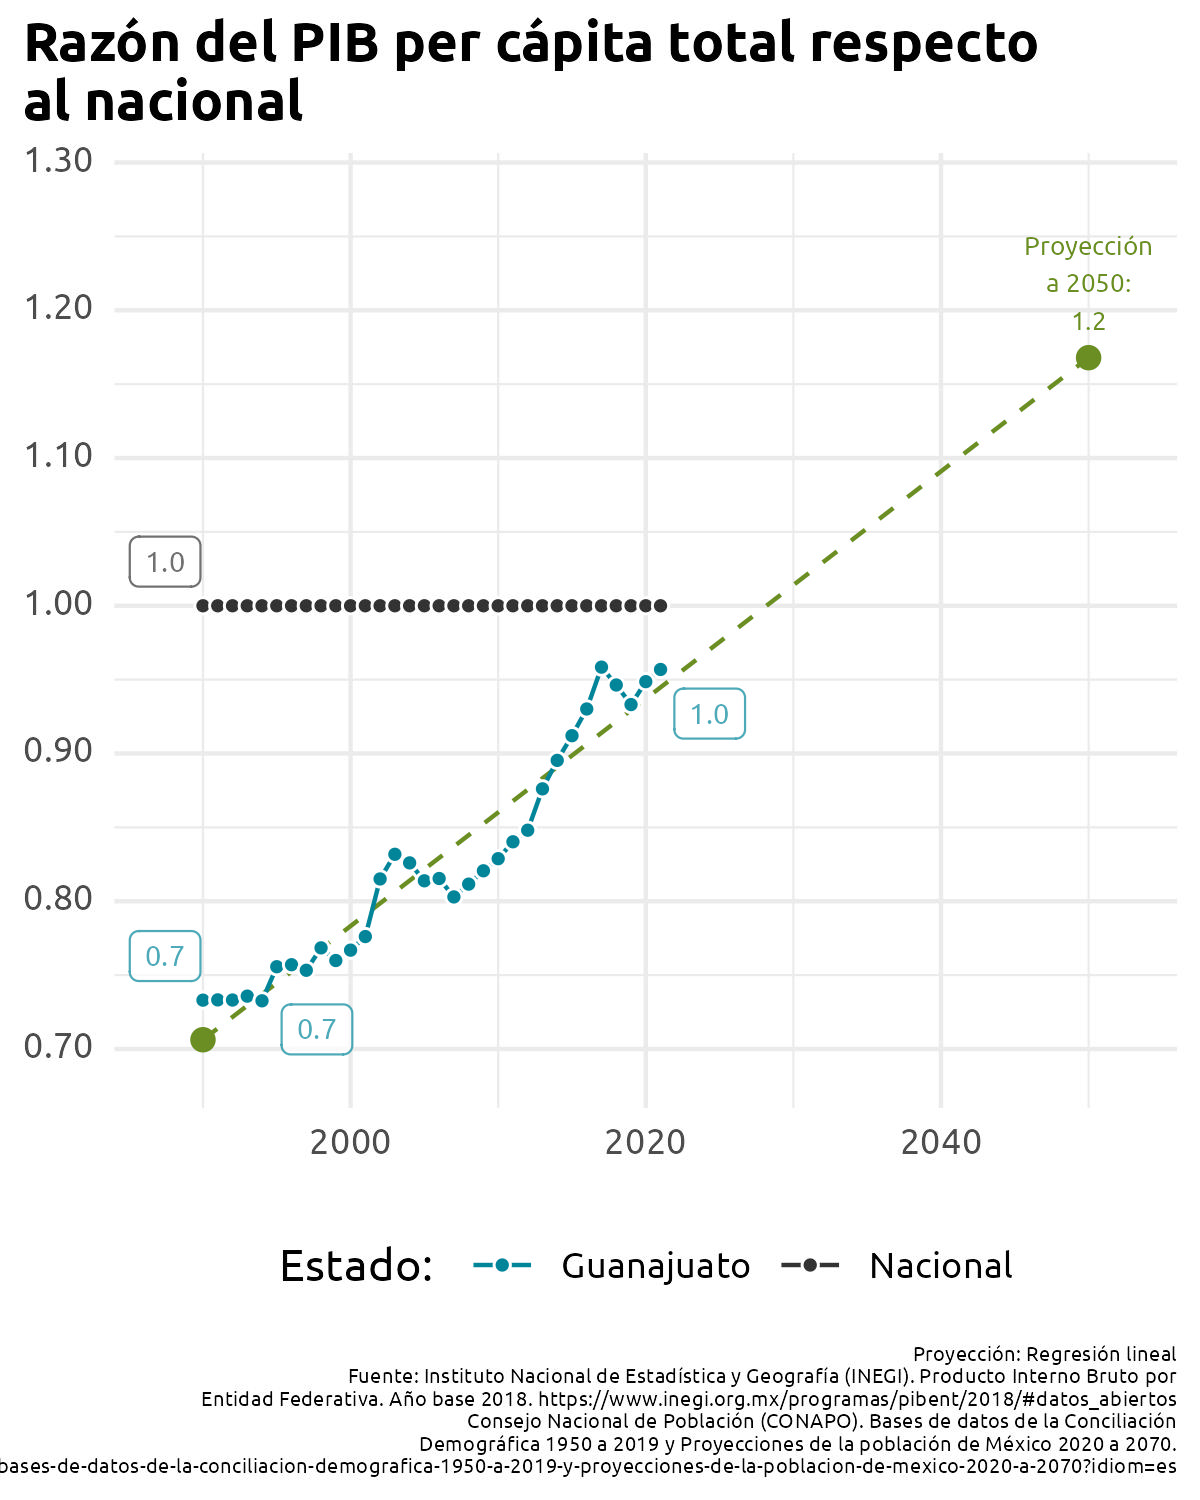 Razón del PIB per cápita total respecto
al nacional
1.30
1.20
1.10
1.00
0.90
0.80
0.70
Proyección
a 2050:
1.2
1.0
1.0
0.7
0.7
2000 2020 2040
Estado: Guanajuato Nacional
Proyección: Regresión lineal
Fuente: Instituto Nacional de Estadística y Geografía (INEGI). Producto Interno Bruto por
Entidad Federativa. Año base 2018. https://www.inegi.org.mx/programas/pibent/2018/#datos_abiertos
Consejo Nacional de Población (CONAPO). Bases de datos de la Conciliación
Demográfica 1950 a 2019 y Proyecciones de la población de México 2020 a 2070.
bases-de-datos-de-la-conciliacion-demografica-1950-a-2019-y-proyecciones-de-la-poblacion-de-mexico-2020-a-2070?idiom=es